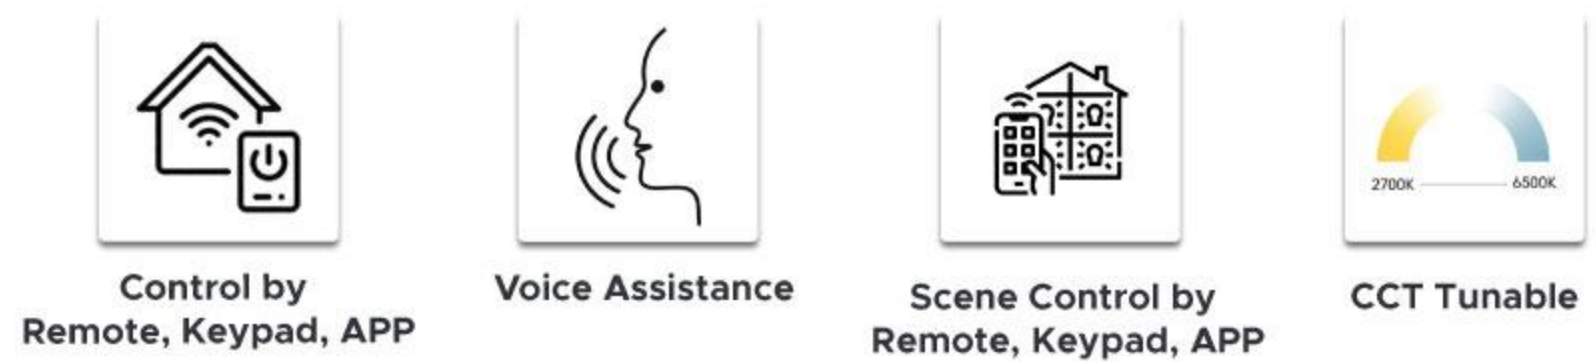 Control by
Remote, Keypad, APP
Voice Assistance
Scene Control by
Remote, Keypad, APP
2700K
6500K
CCT Tunable